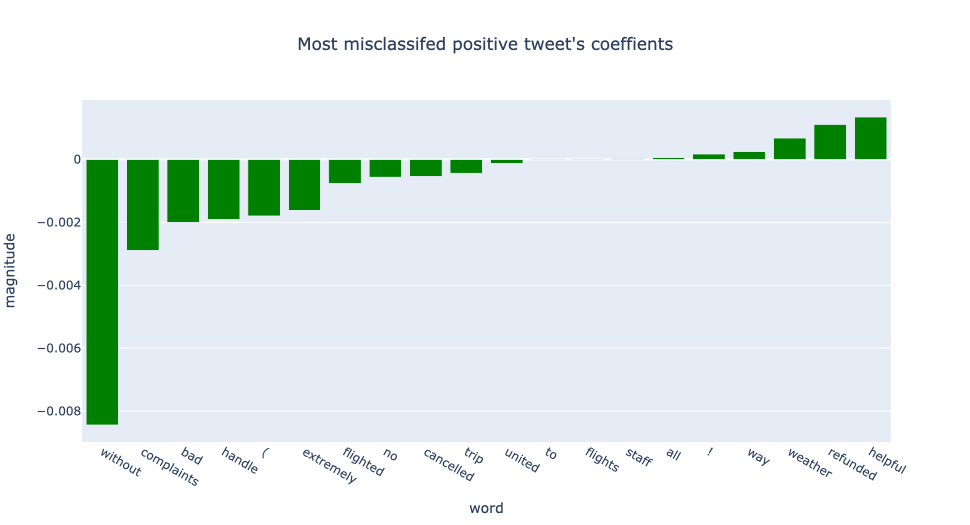 Most misclassifed positive tweet's coeffients
magnitude
0
−0.002
−0.004
−0.006
−0.008
without
complaints
bad
handle
(
extremely
flighted
no
cancelled
trip
united
to
flights
staff
all
!
way
weather
refunded
helpful
word